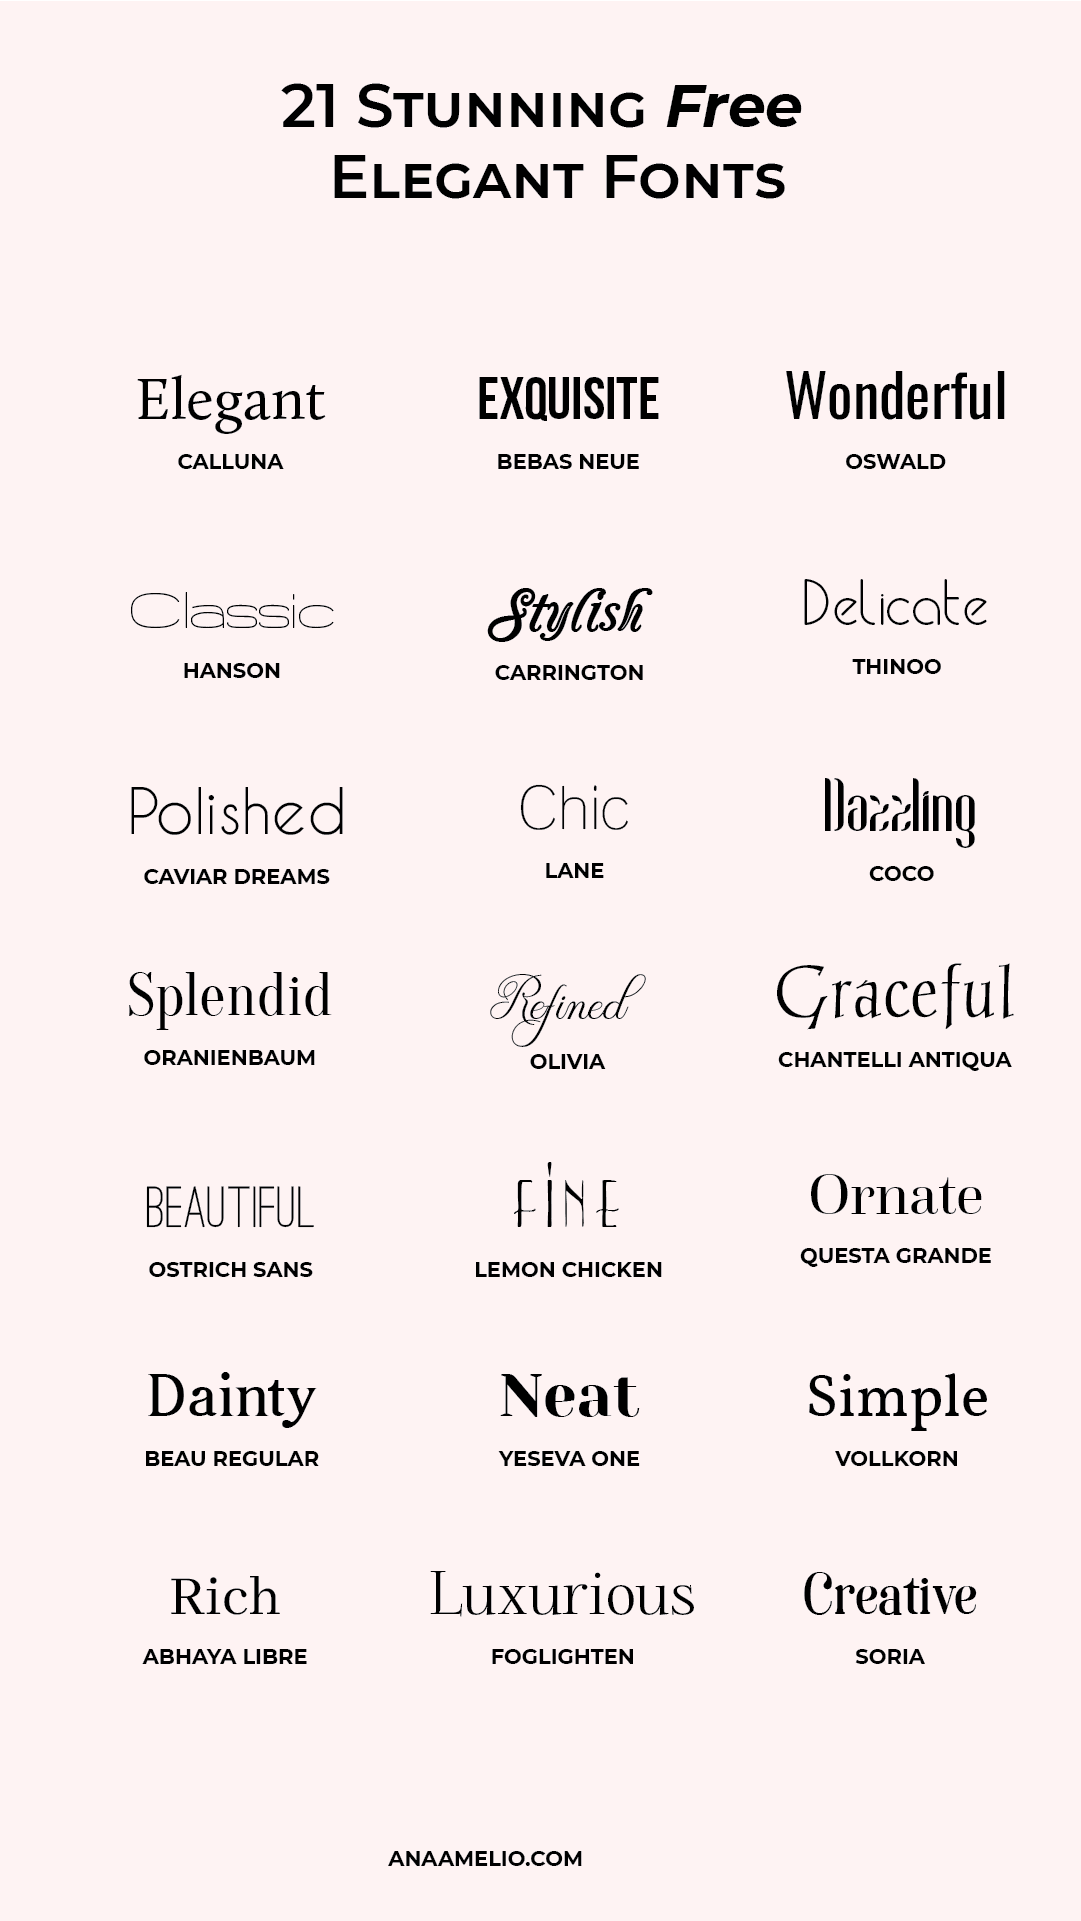 21 Stunning Free
Elegant Fonts
Elegant
CALLUNA
EXQUISITE
BEBAS NEUE
Wonderful
OSWALD
Classic
HANSON
Stylish
CARRINGTON
Delicate
THINOO
Polished
CAVIAR DREAMS
Chic
LANE
Dazzling
COCO
Splendid
ORANIENBAUM
Refined
OLIVIA
Graceful
CHANTELLI ANTIQUA
BEAUTIFUL
OSTRICH SANS
FINE
LEMON CHICKEN
Ornate
QUESTA GRANDE
Dainty
BEAU REGULAR
Neat
YESEVA ONE
Simple
VOLLKORN
Rich
ABHAYA LIBRE
Luxurious
FOGLIGHTEN
Creative
SORIA
ANAAMELIO.COM